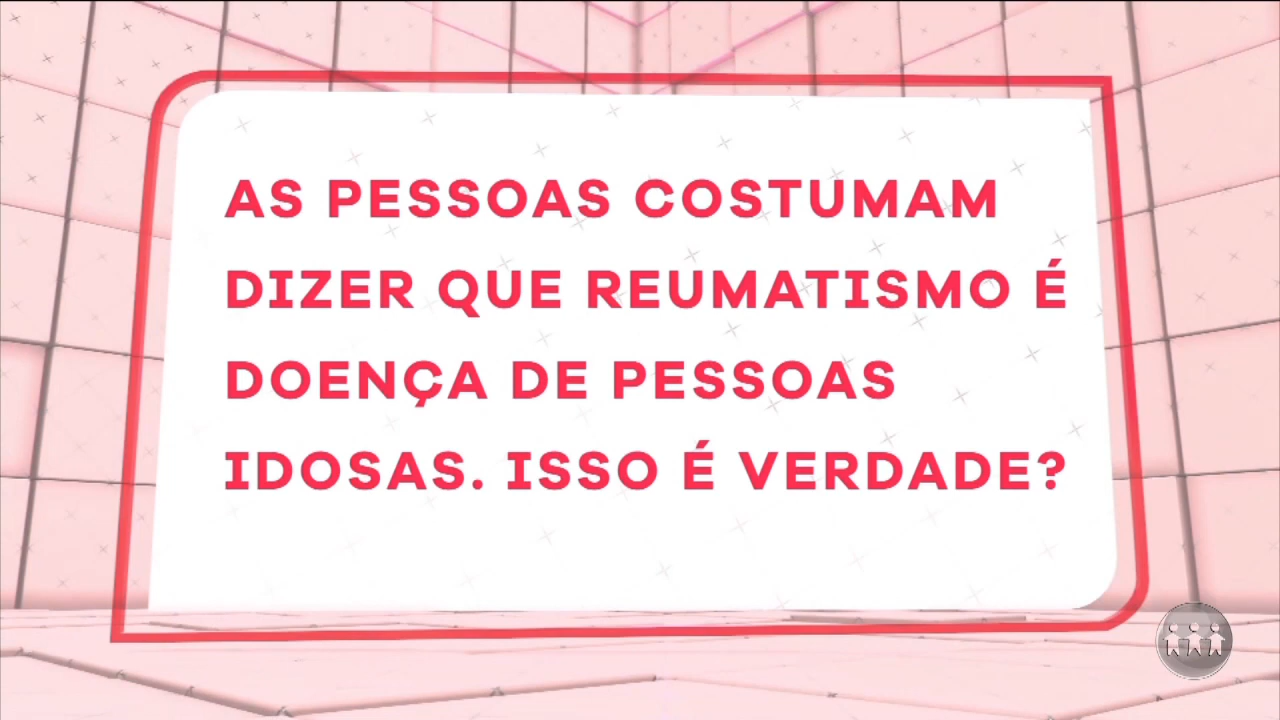 AS PESSOAS COSTUMAM
DIZER QUE REUMATISMO É
DOENÇA DE PESSOAS
IDOSAS. ISSO É VERDADE?